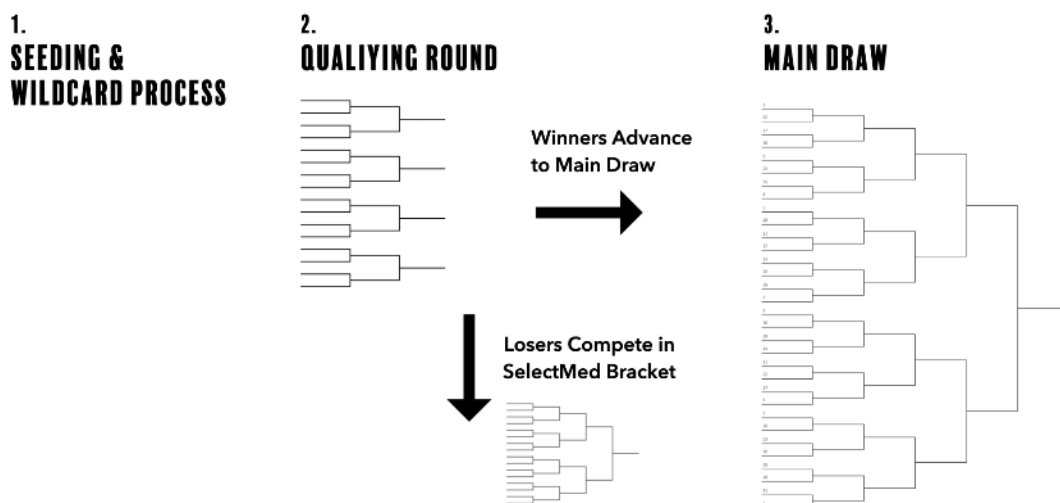 1.
SEEDING &
WILDCARD PROCESS
2.
QUALIYING ROUND
Winners Advance
to Main Draw
Losers Compete in
SelectMed Bracket
3.
MAIN DRAW